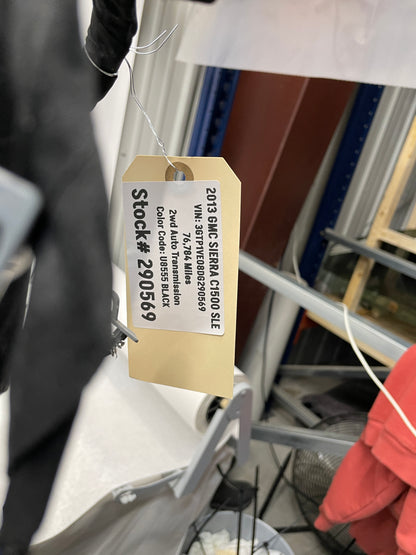 2013 GMC SIERRA C1500 SLE
VIN: 3GTP1VE08DG290569
76,784 Miles
2wd Auto Transmission
Color Code: U8555 BLACK
Stock# 290569